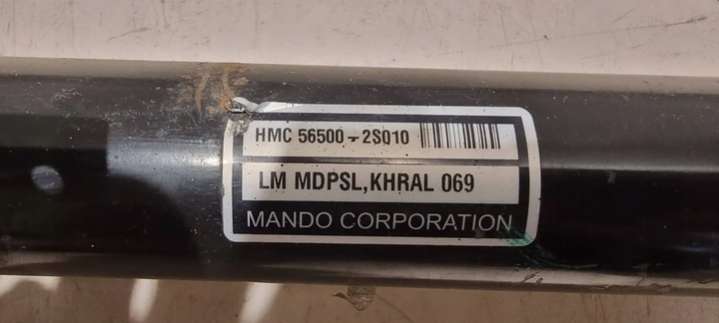 HMC 56500-2S010
LM MDPSL,KHRAL 069
MANDO CORPORATION